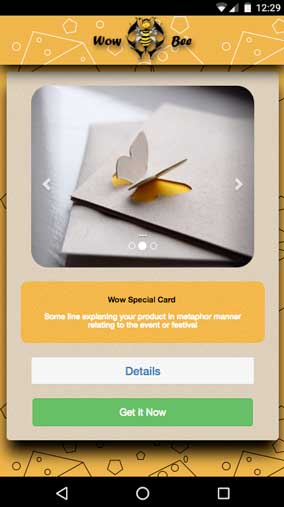 12:29
Wow Bee
Wow Special Card
Some line explaning your product in metaphor manner
relating to the event or festival
Details
Get it Now